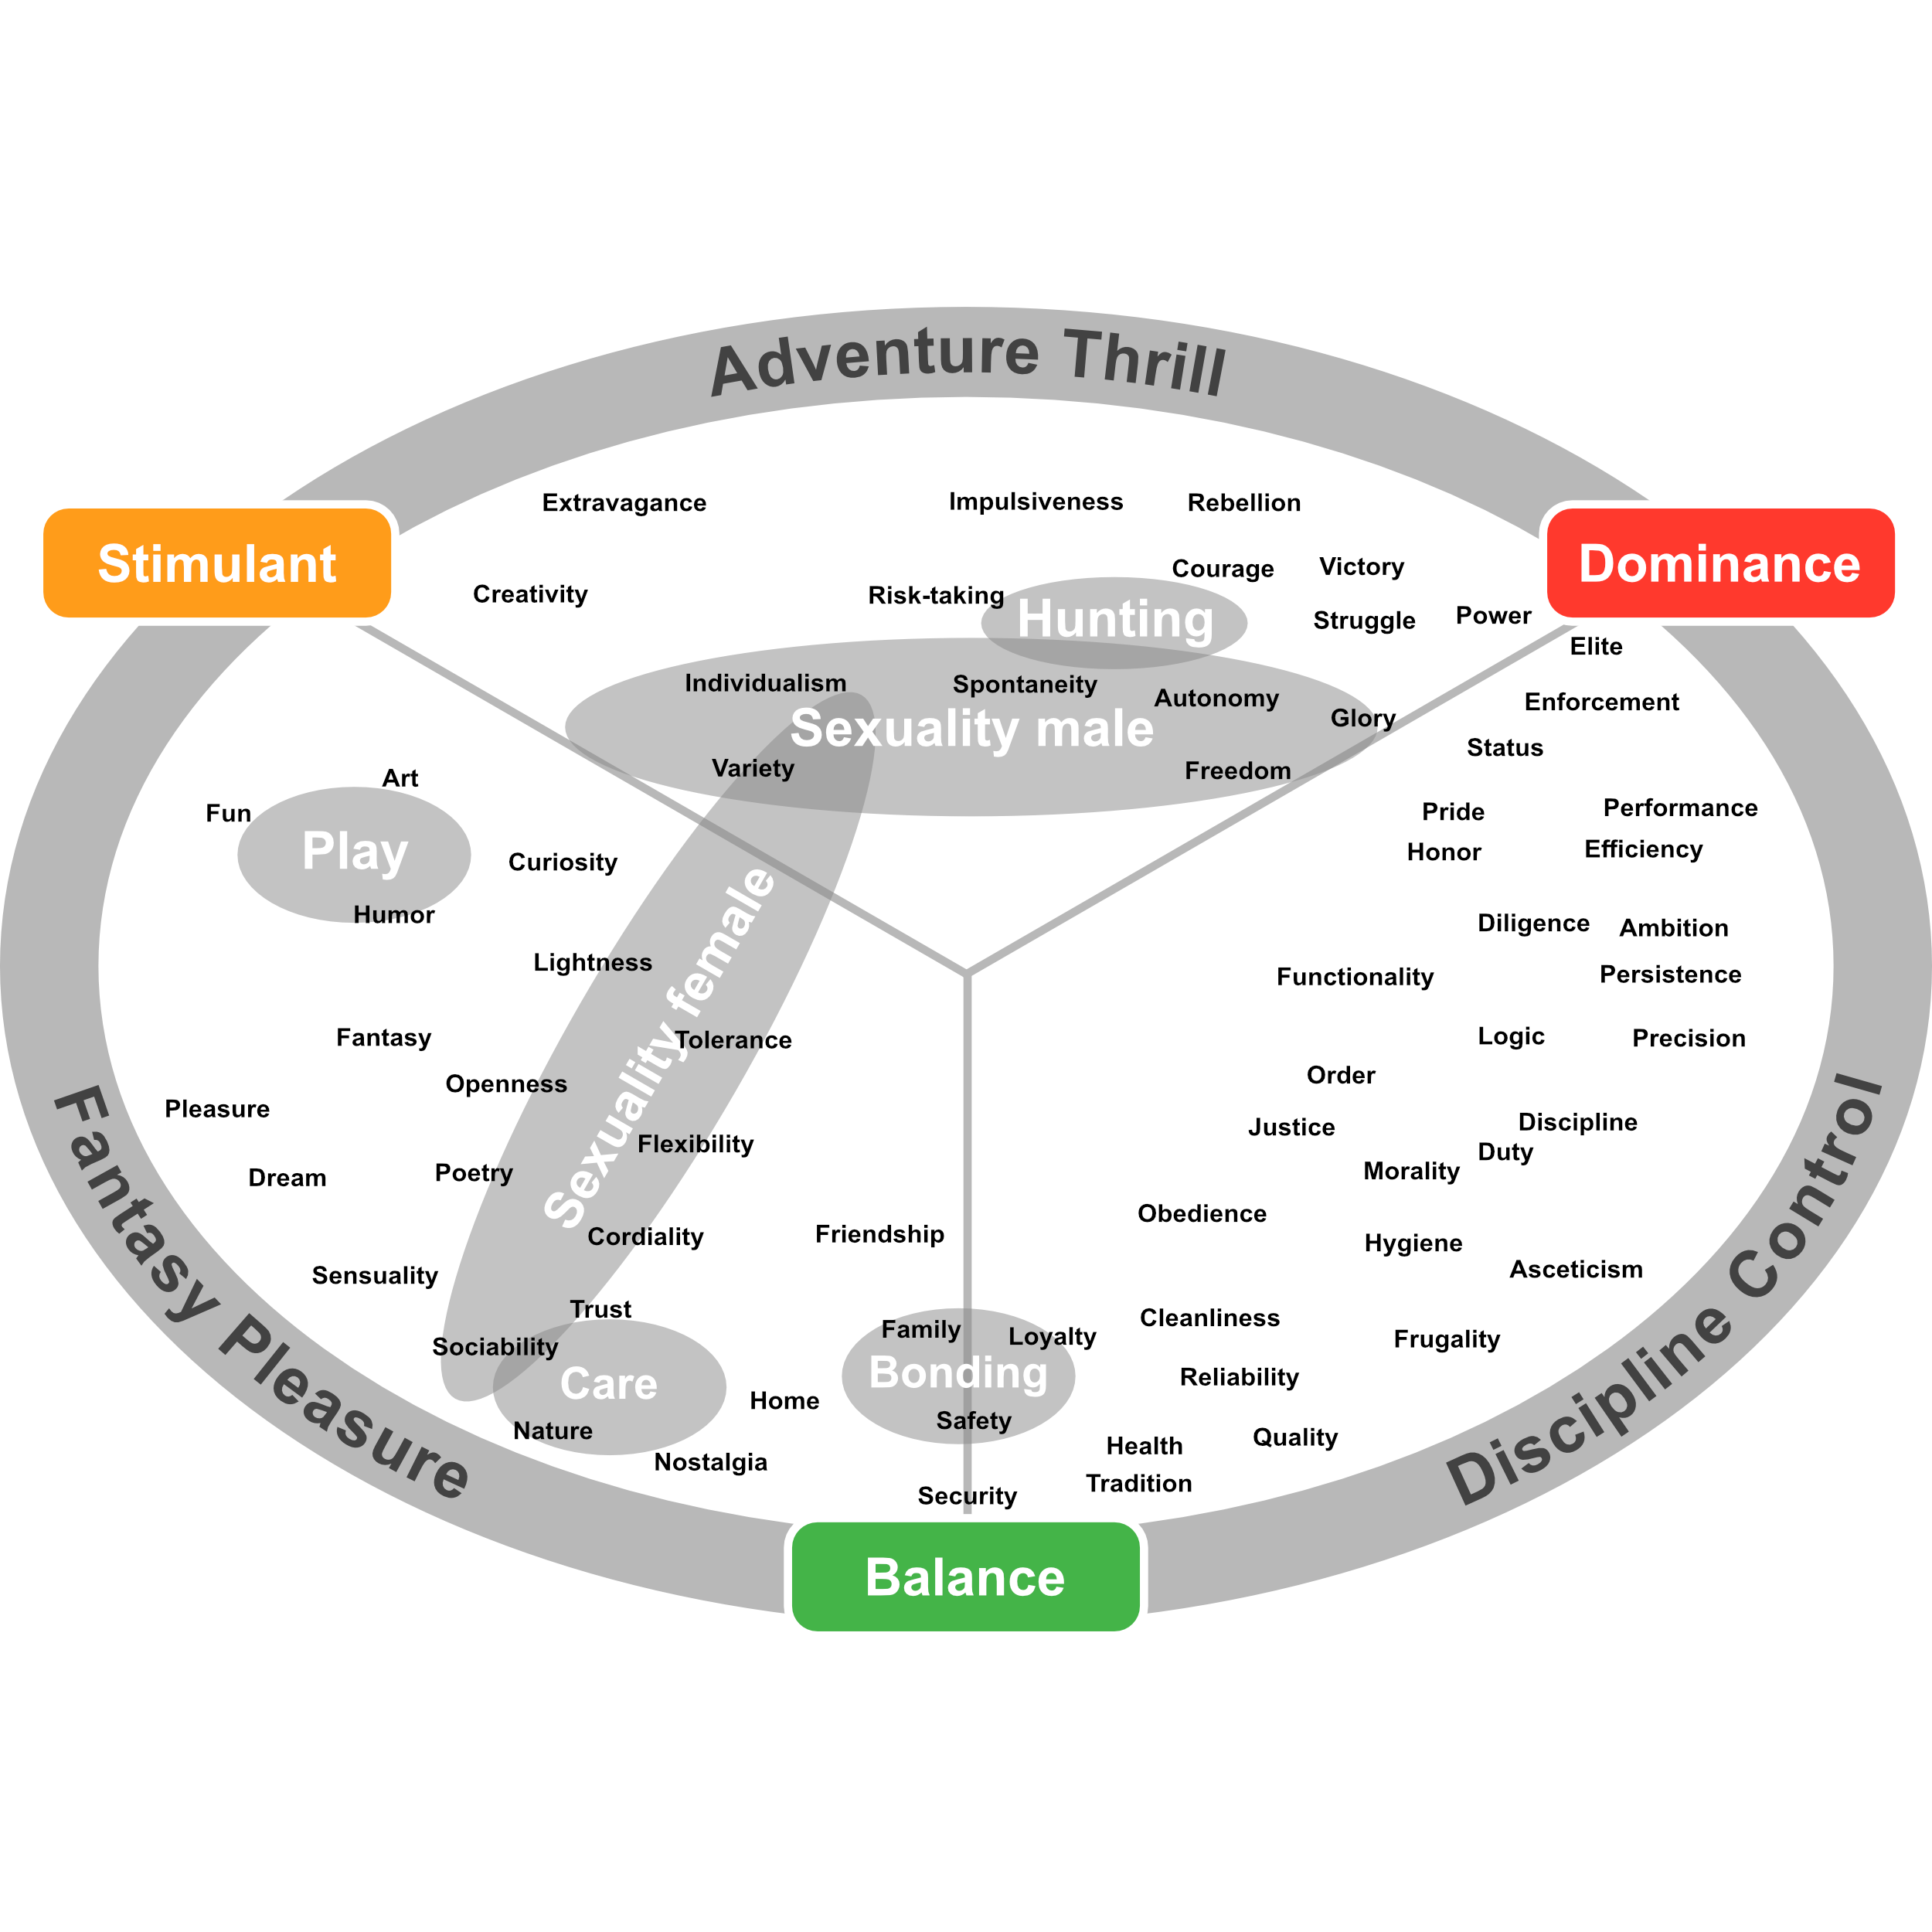 Adventure Thrill
Extravagance
Impulsiveness
Rebellion
Stimulant
Dominance
Courage
Victory
Creativity
Risk-taking
Hunting
Struggle
Power
Elite
Individualism
Spontaneity
Autonomy
Enforcement
Glory
Sexuality male
Status
Variety
Freedom
Art
Fun
Pride
Performance
Play
Honor
Efficiency
Curiosity
Humor
Diligence
Ambition
Lightness
Sexuality female
Functionality
Persistence
Fantasy
Tolerance
Logic
Precision
Openness
Order
Pleasure
Justice
Discipline
Flexibility
Duty
Dream
Poetry
Morality
Obedience
Cordiality
Friendship
Hygiene
Sensuality
Asceticism
Fantasy Pleasure
Discipline Control
Trust
Cleanliness
Family
Loyalty
Frugality
Sociability
Care
Bonding
Reliability
Home
Safety
Nature
Quality
Health
Nostalgia
Tradition
Security
Balance